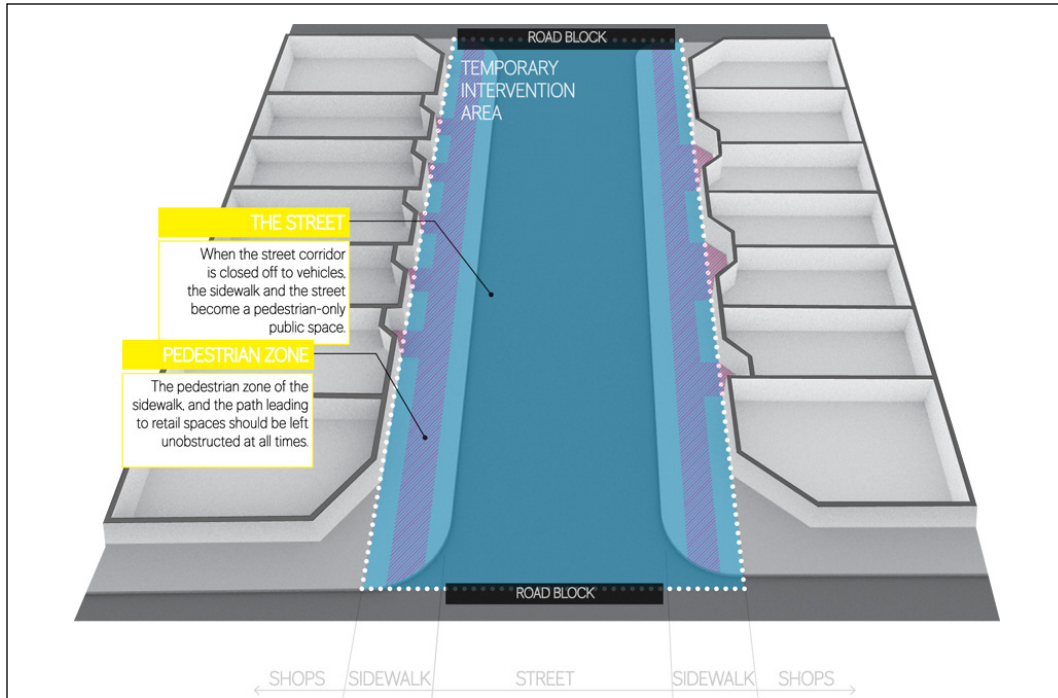 ROAD BLOCK
TEMPORARY
INTERVENTION
AREA
THE STREET
When the street corridor
is closed off to vehicles,
the sidewalk and the street
become a pedestrian-only
public space.
PEDESTRIAN ZONE
The pedestrian zone of the
sidewalk, and the path leading
to retail spaces should be left
unobstructed at all times.
ROAD BLOCK
SHOPS SIDEWALK STREET SIDEWALK SHOPS